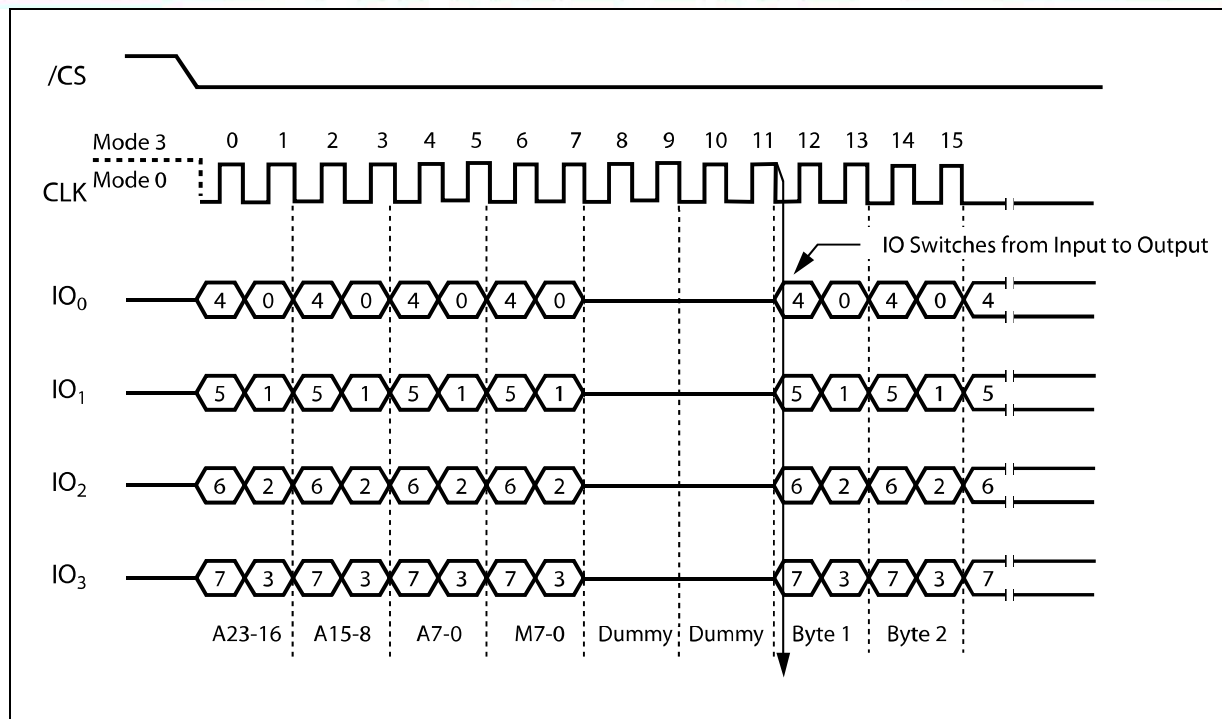 /CS
Mode 3
0 1 2 3 4 5 6 7 8 9 10 11 12 13 14 15
Mode 0
CLK
IO Switches from Input to Output
IO0 4 0 4 0 4 0 4 0 4 0 4 0 4
IO1 5 1 5 1 5 1 5 1 5 1 5 1 5
IO2 6 2 6 2 6 2 6 2 6 2 6 2 6
IO3 7 3 7 3 7 3 7 3 7 3 7 3 7
A23-16 A15-8 A7-0 M7-0 Dummy Dummy Byte 1 Byte 2